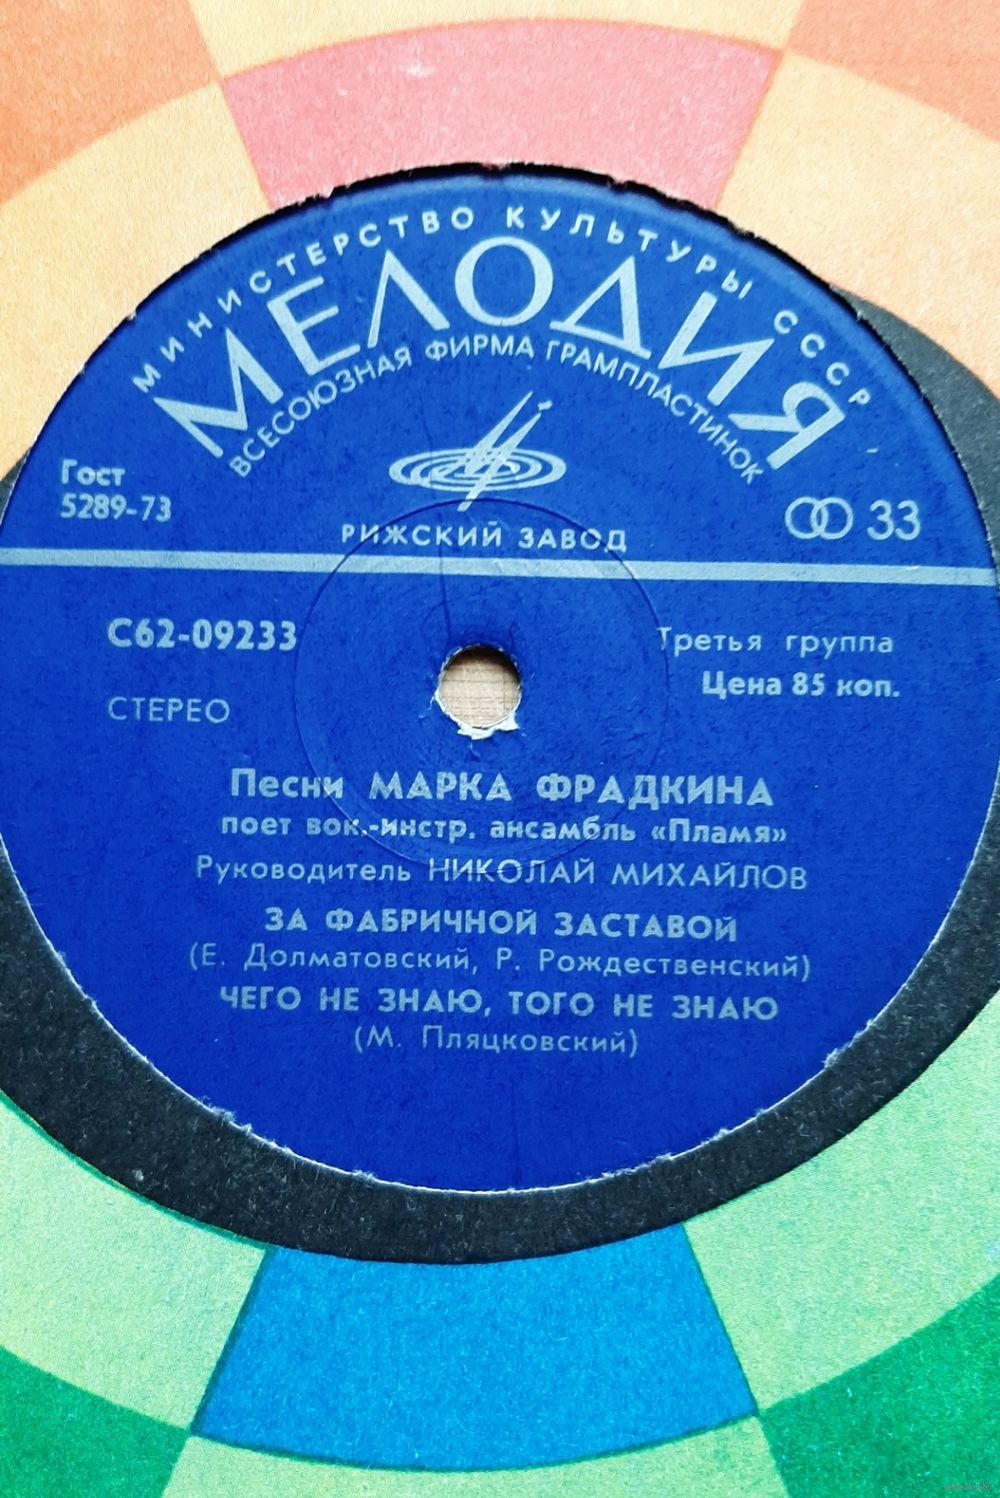 МИНИСТЕРСТВО КУЛЬТУРЫ СССР
МЕЛОДИЯ
ВСЕСОЮЗНАЯ ФИРМА ГРАМПЛАСТИНОК
Гост
5289-73
33
РИЖСКИЙ ЗАВОД
С62-09233
Третья группа
Цена 85 коп.
СТЕРЕО
Песни МАРКА ФРАДКИНА
поет вок.-инстр. ансамбль «Пламя»
Руководитель НИКОЛАЙ МИХАЙЛОВ
ЗА ФАБРИЧНОЙ ЗАСТАВОЙ
(Е. Долматовский, Р. Рождественский)
ЧЕГО НЕ ЗНАЮ, ТОГО НЕ ЗНАЮ
(М. Пляцковский)